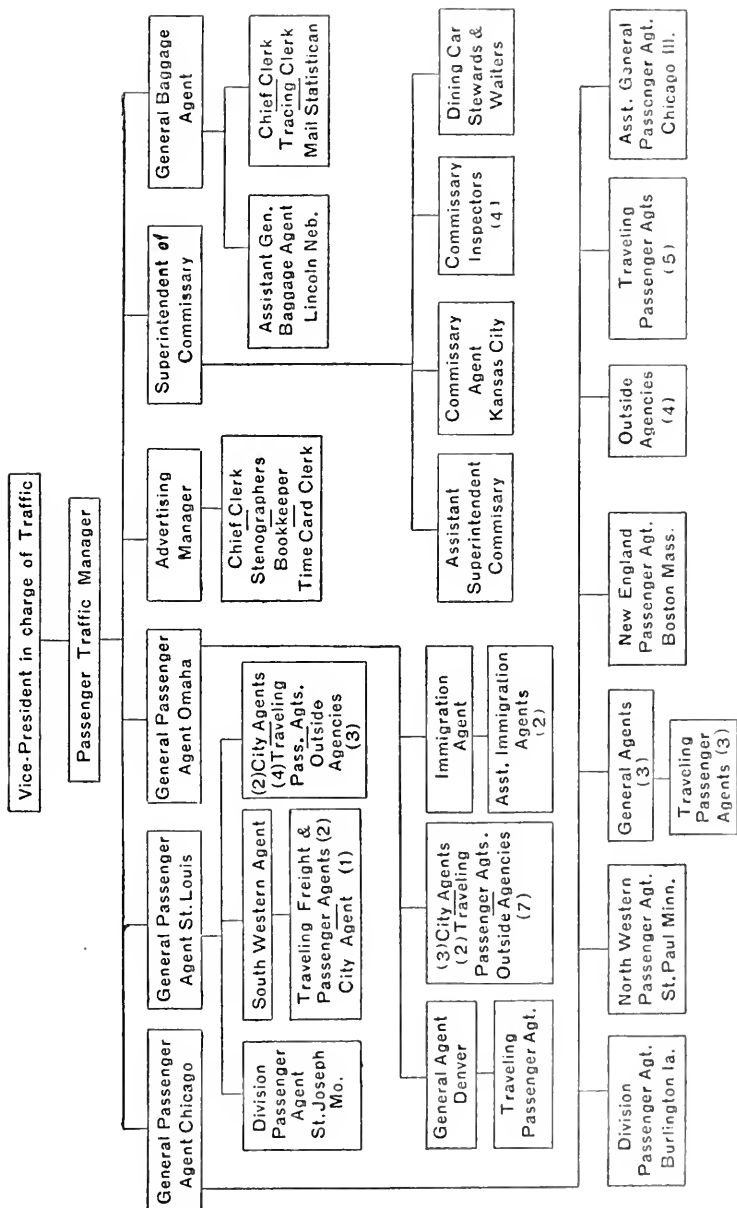 Vice-President in charge of Traffic
Passenger Traffic Manager
General Passenger
Agent Chicago
General Passenger
Agent St. Louis
General Passenger
Agent Omaha
Advertising
Manager
Superintendent of
Commissary
General Baggage
Agent
Division
Passenger
Agent
St. Joseph
Mo.
South Western Agent
Traveling Freight &
Passenger Agents (2)
City Agent (1)
(2) City Agents
(4) Traveling
Pass. Agts.
Outside
Agencies
(3)
Chief Clerk
Stenographers
Bookkeeper
Time Card Clerk
Assistant Gen.
Baggage Agent
Lincoln Neb.
Chief Clerk
Tracing Clerk
Mail Statistican
General Agent
Denver
Traveling
Passenger Agt.
(3) City Agents
(2) Traveling
Passenger Agts.
Outside Agencies
(7)
Immigration
Agent
Asst. Immigration
Agents
(2)
Assistant
Superintendent
Commisary
Commissary
Agent
Kansas City
Commissary
Inspectors
(4)
Dining Car
Stewards &
Waiters
Division
Passenger Agt.
Burlington Ia.
North Western
Passenger Agt.
St. Paul Minn.
General Agents
(3)
Traveling
Passenger
Agents (3)
New England
Passenger Agt.
Boston Mass.
Outside
Agencies
(4)
Traveling
Passenger Agts
(5)
Asst. General
Passenger Agt.
Chicago Ill.